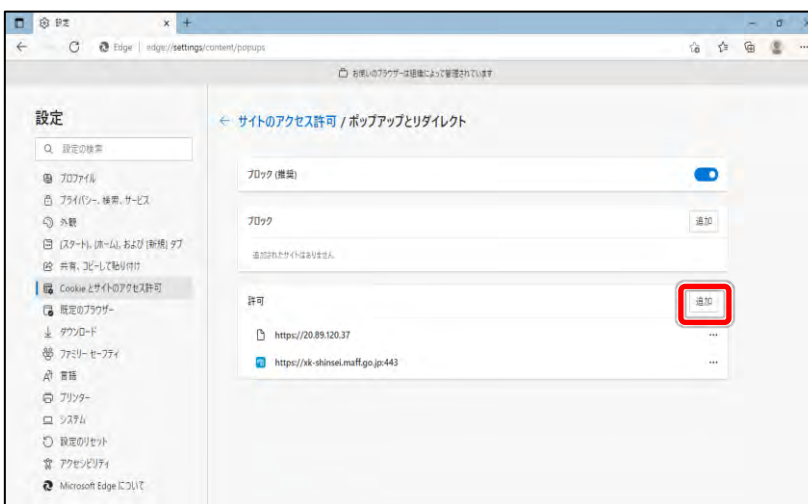 設定
Edge | edge://settings/content/popups
お使いのブラウザーは組織によって管理されています
設定
設定の検索
プロファイル
プライバシー、検索、サービス
外観
[スタート]、[ホーム]、および [新規] タブ
共有、コピーして貼り付け
Cookie とサイトのアクセス許可
既定のブラウザー
ダウンロード
ファミリー セーフティ
言語
プリンター
システム
設定のリセット
アクセシビリティ
Microsoft Edge について
サイトのアクセス許可 / ポップアップとリダイレクト
ブロック (推奨)
ブロック
追加
追加されたサイトはありません
許可
追加
https://20.89.120.37
https://xk-shinsei.maff.go.jp:443